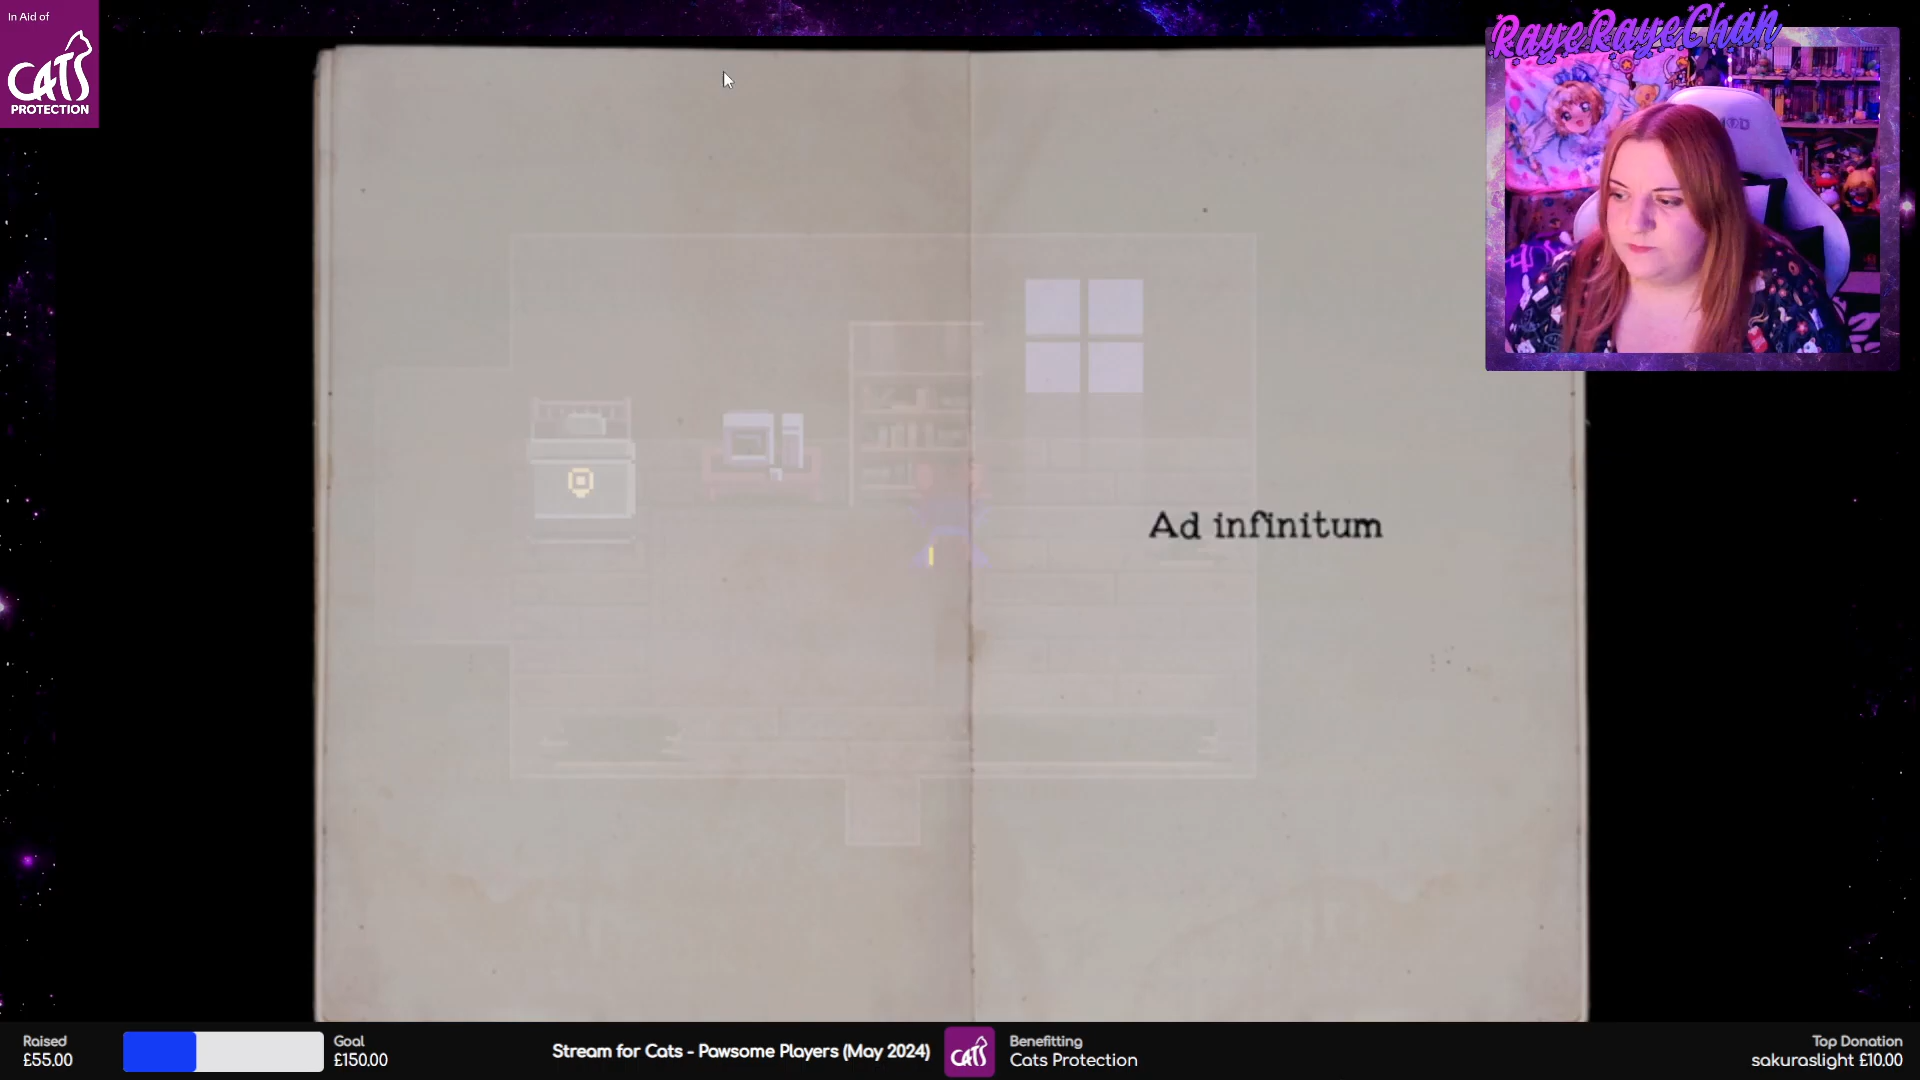 In Aid of
CATS
PROTECTION
RayeRayeChan
Ad infinitum
Raised
£55.00
Goal
£150.00
Stream for Cats - Pawsome Players (May 2024)
CATS
Benefitting
Cats Protection
Top Donation
sakuraslight £10.00